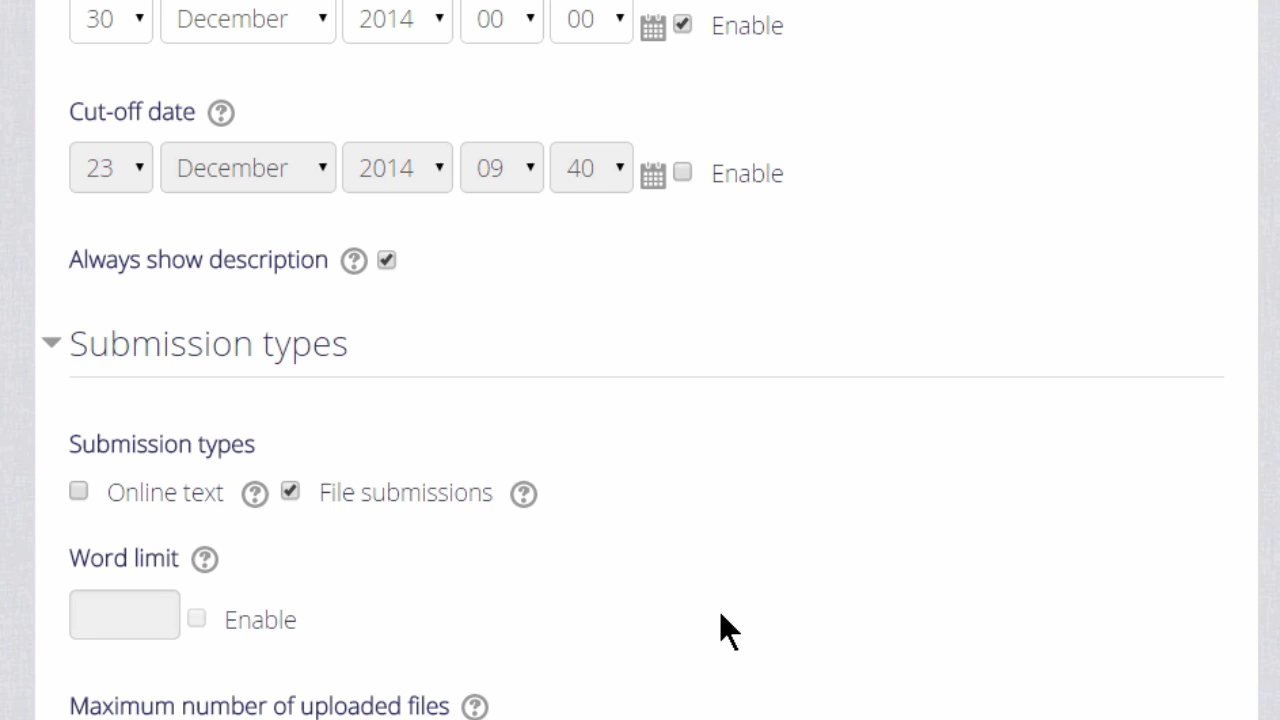 30 December 2014 00 00 Enable
Cut-off date
23 December 2014 09 40 Enable
Always show description
Submission types
Submission types
Online text File submissions
Word limit
Enable
Maximum number of uploaded files